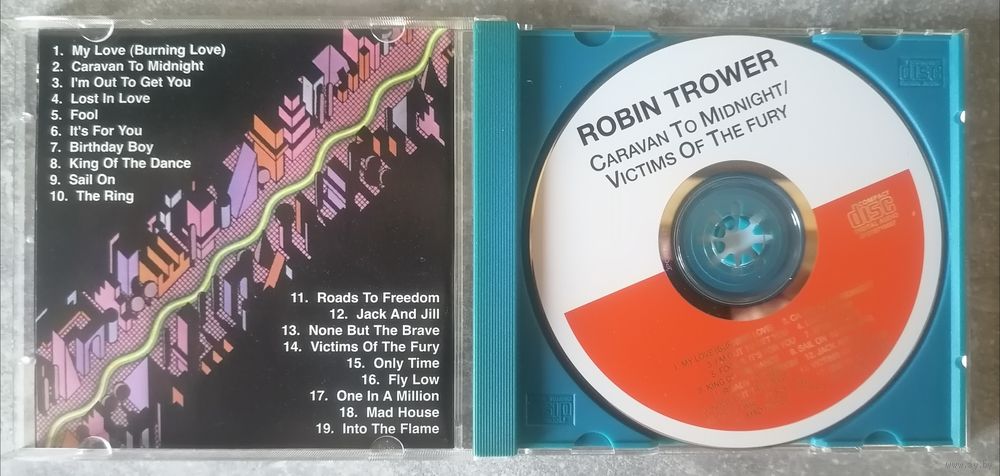 1. My Love (Burning Love)
2. Caravan To Midnight
3. I'm Out To Get You
4. Lost In Love
5. Fool
6. It's For You
7. Birthday Boy
8. King Of The Dance
9. Sail On
10. The Ring
11. Roads To Freedom
12. Jack And Jill
13. None But The Brave
14. Victims Of The Fury
15. Only Time
16. Fly Low
17. One In A Million
18. Mad House
19. Into The Flame
ROBIN TROWER
CARAVAN TO MIDNIGHT/
VICTIMS OF THE FURY
COMPACT
disc